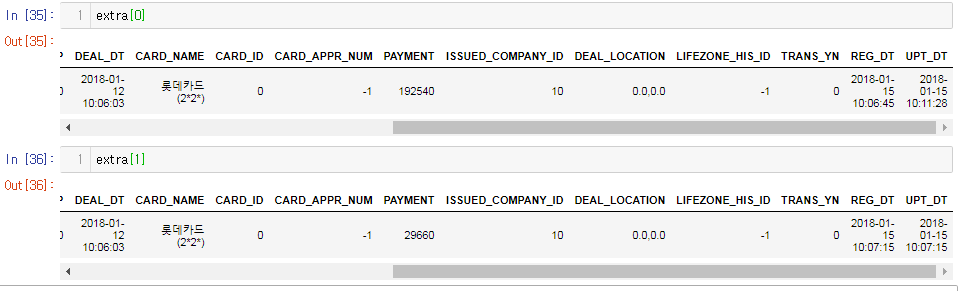 In [35]: 1 extra[0]
Out[35]:
P DEAL_DT CARD_NAME CARD_ID CARD_APPR_NUM PAYMENT ISSUED_COMPANY_ID DEAL_LOCATION LIFEZONE_HIS_ID TRANS_YN REG_DT UPT_DT
0 2018-01-12 10:06:03 롯데카드(2*2*) 0 -1 192540 10 0.0,0.0 -1 0 2018-01-15 10:06:45 2018-01-15 10:11:28
In [36]: 1 extra[1]
Out[36]:
P DEAL_DT CARD_NAME CARD_ID CARD_APPR_NUM PAYMENT ISSUED_COMPANY_ID DEAL_LOCATION LIFEZONE_HIS_ID TRANS_YN REG_DT UPT_DT
0 2018-01-12 10:06:03 롯데카드(2*2*) 0 -1 29660 10 0.0,0.0 -1 0 2018-01-15 10:07:15 2018-01-15 10:07:15